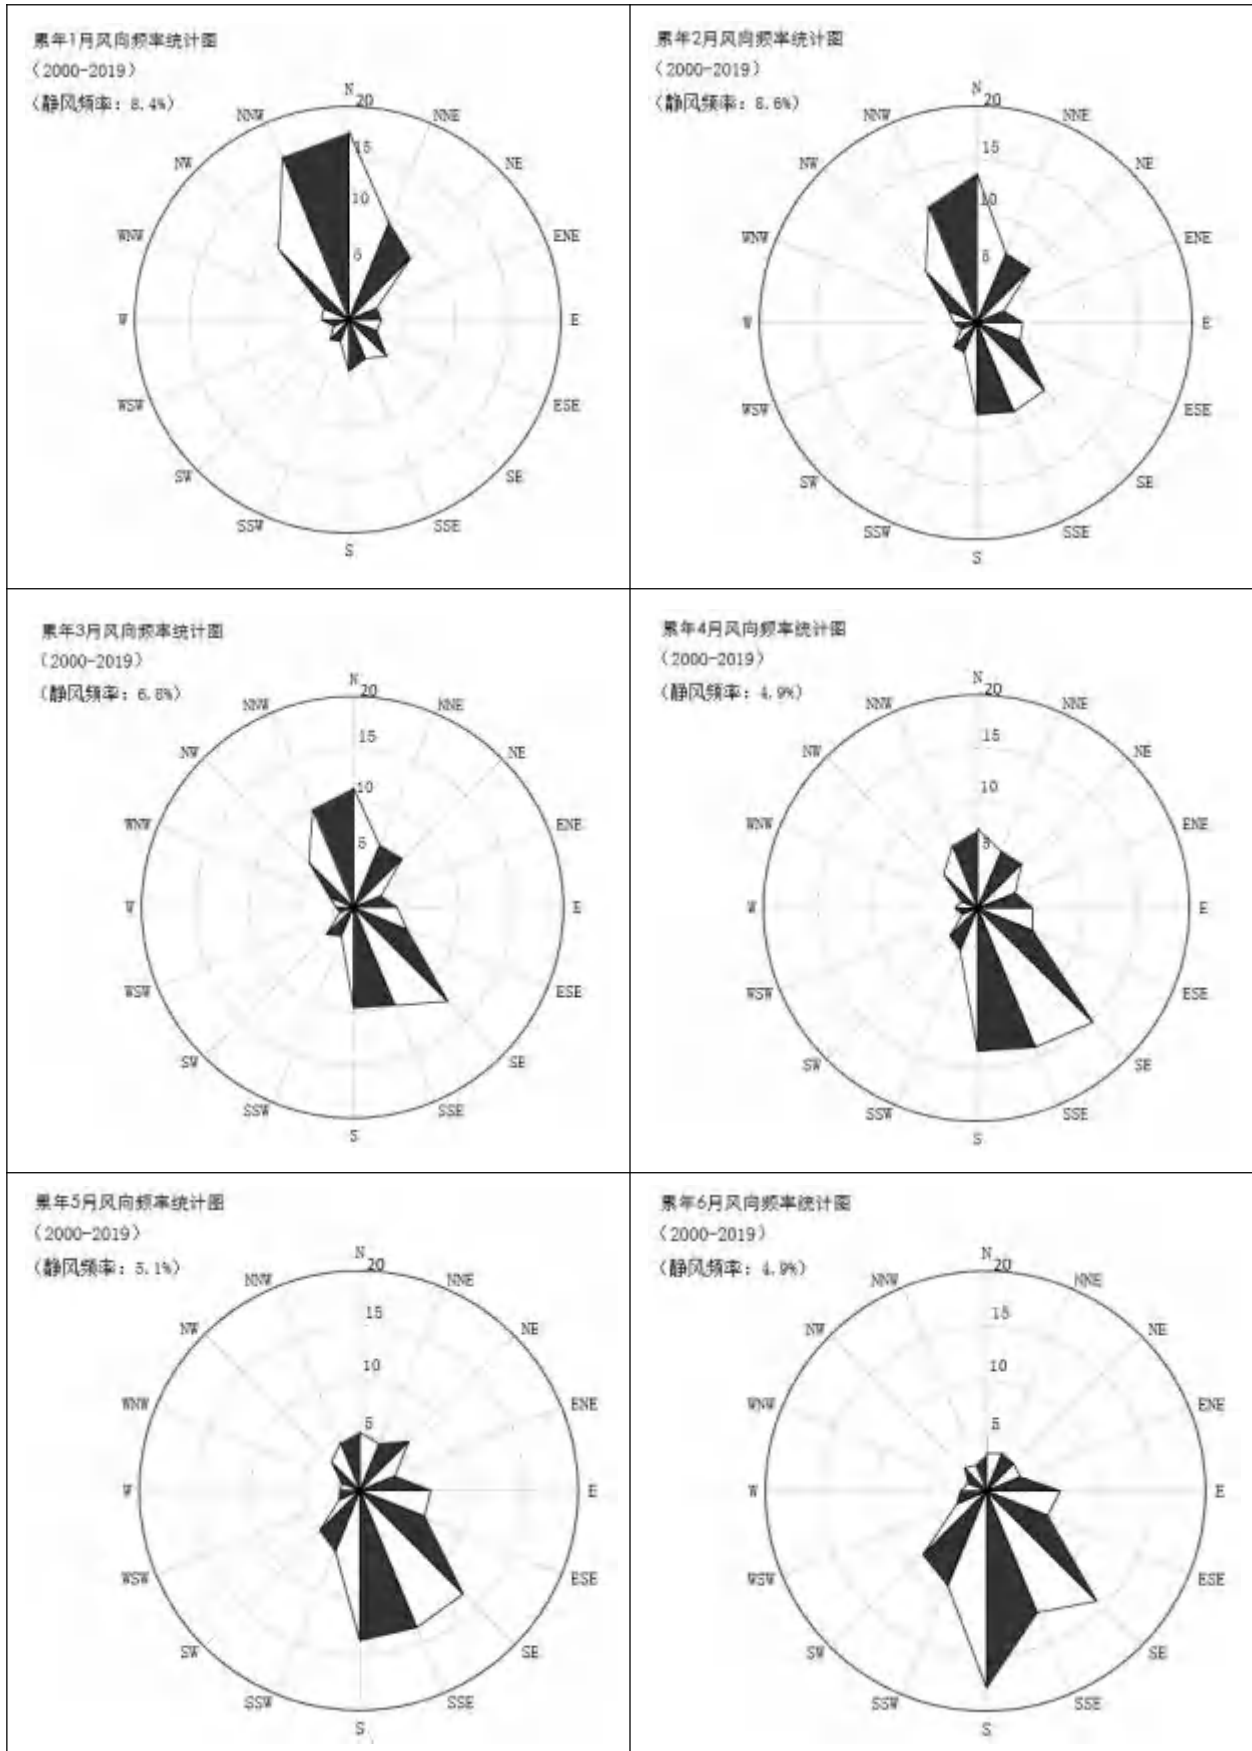 累年1月风向频率统计图
（2000-2019）
（静风频率：8.4%）
N
20
NNW
NNE
NW
15
NE
10
WNW
ENE
5
W
E
WSW
ESE
SW
SE
SSW
SSE
S
累年2月风向频率统计图
（2000-2019）
（静风频率：8.6%）
N
20
NNW
NNE
NW
15
NE
10
WNW
ENE
5
W
E
WSW
ESE
SW
SE
SSW
SSE
S
累年3月风向频率统计图
（2000-2019）
（静风频率：6.8%）
N
20
NNW
NNE
NW
15
NE
10
WNW
ENE
5
W
E
WSW
ESE
SW
SE
SSW
SSE
S
累年4月风向频率统计图
（2000-2019）
（静风频率：4.9%）
N
20
NNW
NNE
NW
15
NE
10
WNW
ENE
5
W
E
WSW
ESE
SW
SE
SSW
SSE
S
累年5月风向频率统计图
（2000-2019）
（静风频率：5.1%）
N
20
NNW
NNE
NW
15
NE
10
WNW
ENE
5
W
E
WSW
ESE
SW
SE
SSW
SSE
S
累年6月风向频率统计图
（2000-2019）
（静风频率：4.9%）
N
20
NNW
NNE
NW
15
NE
10
WNW
ENE
5
W
E
WSW
ESE
SW
SE
SSW
SSE
S